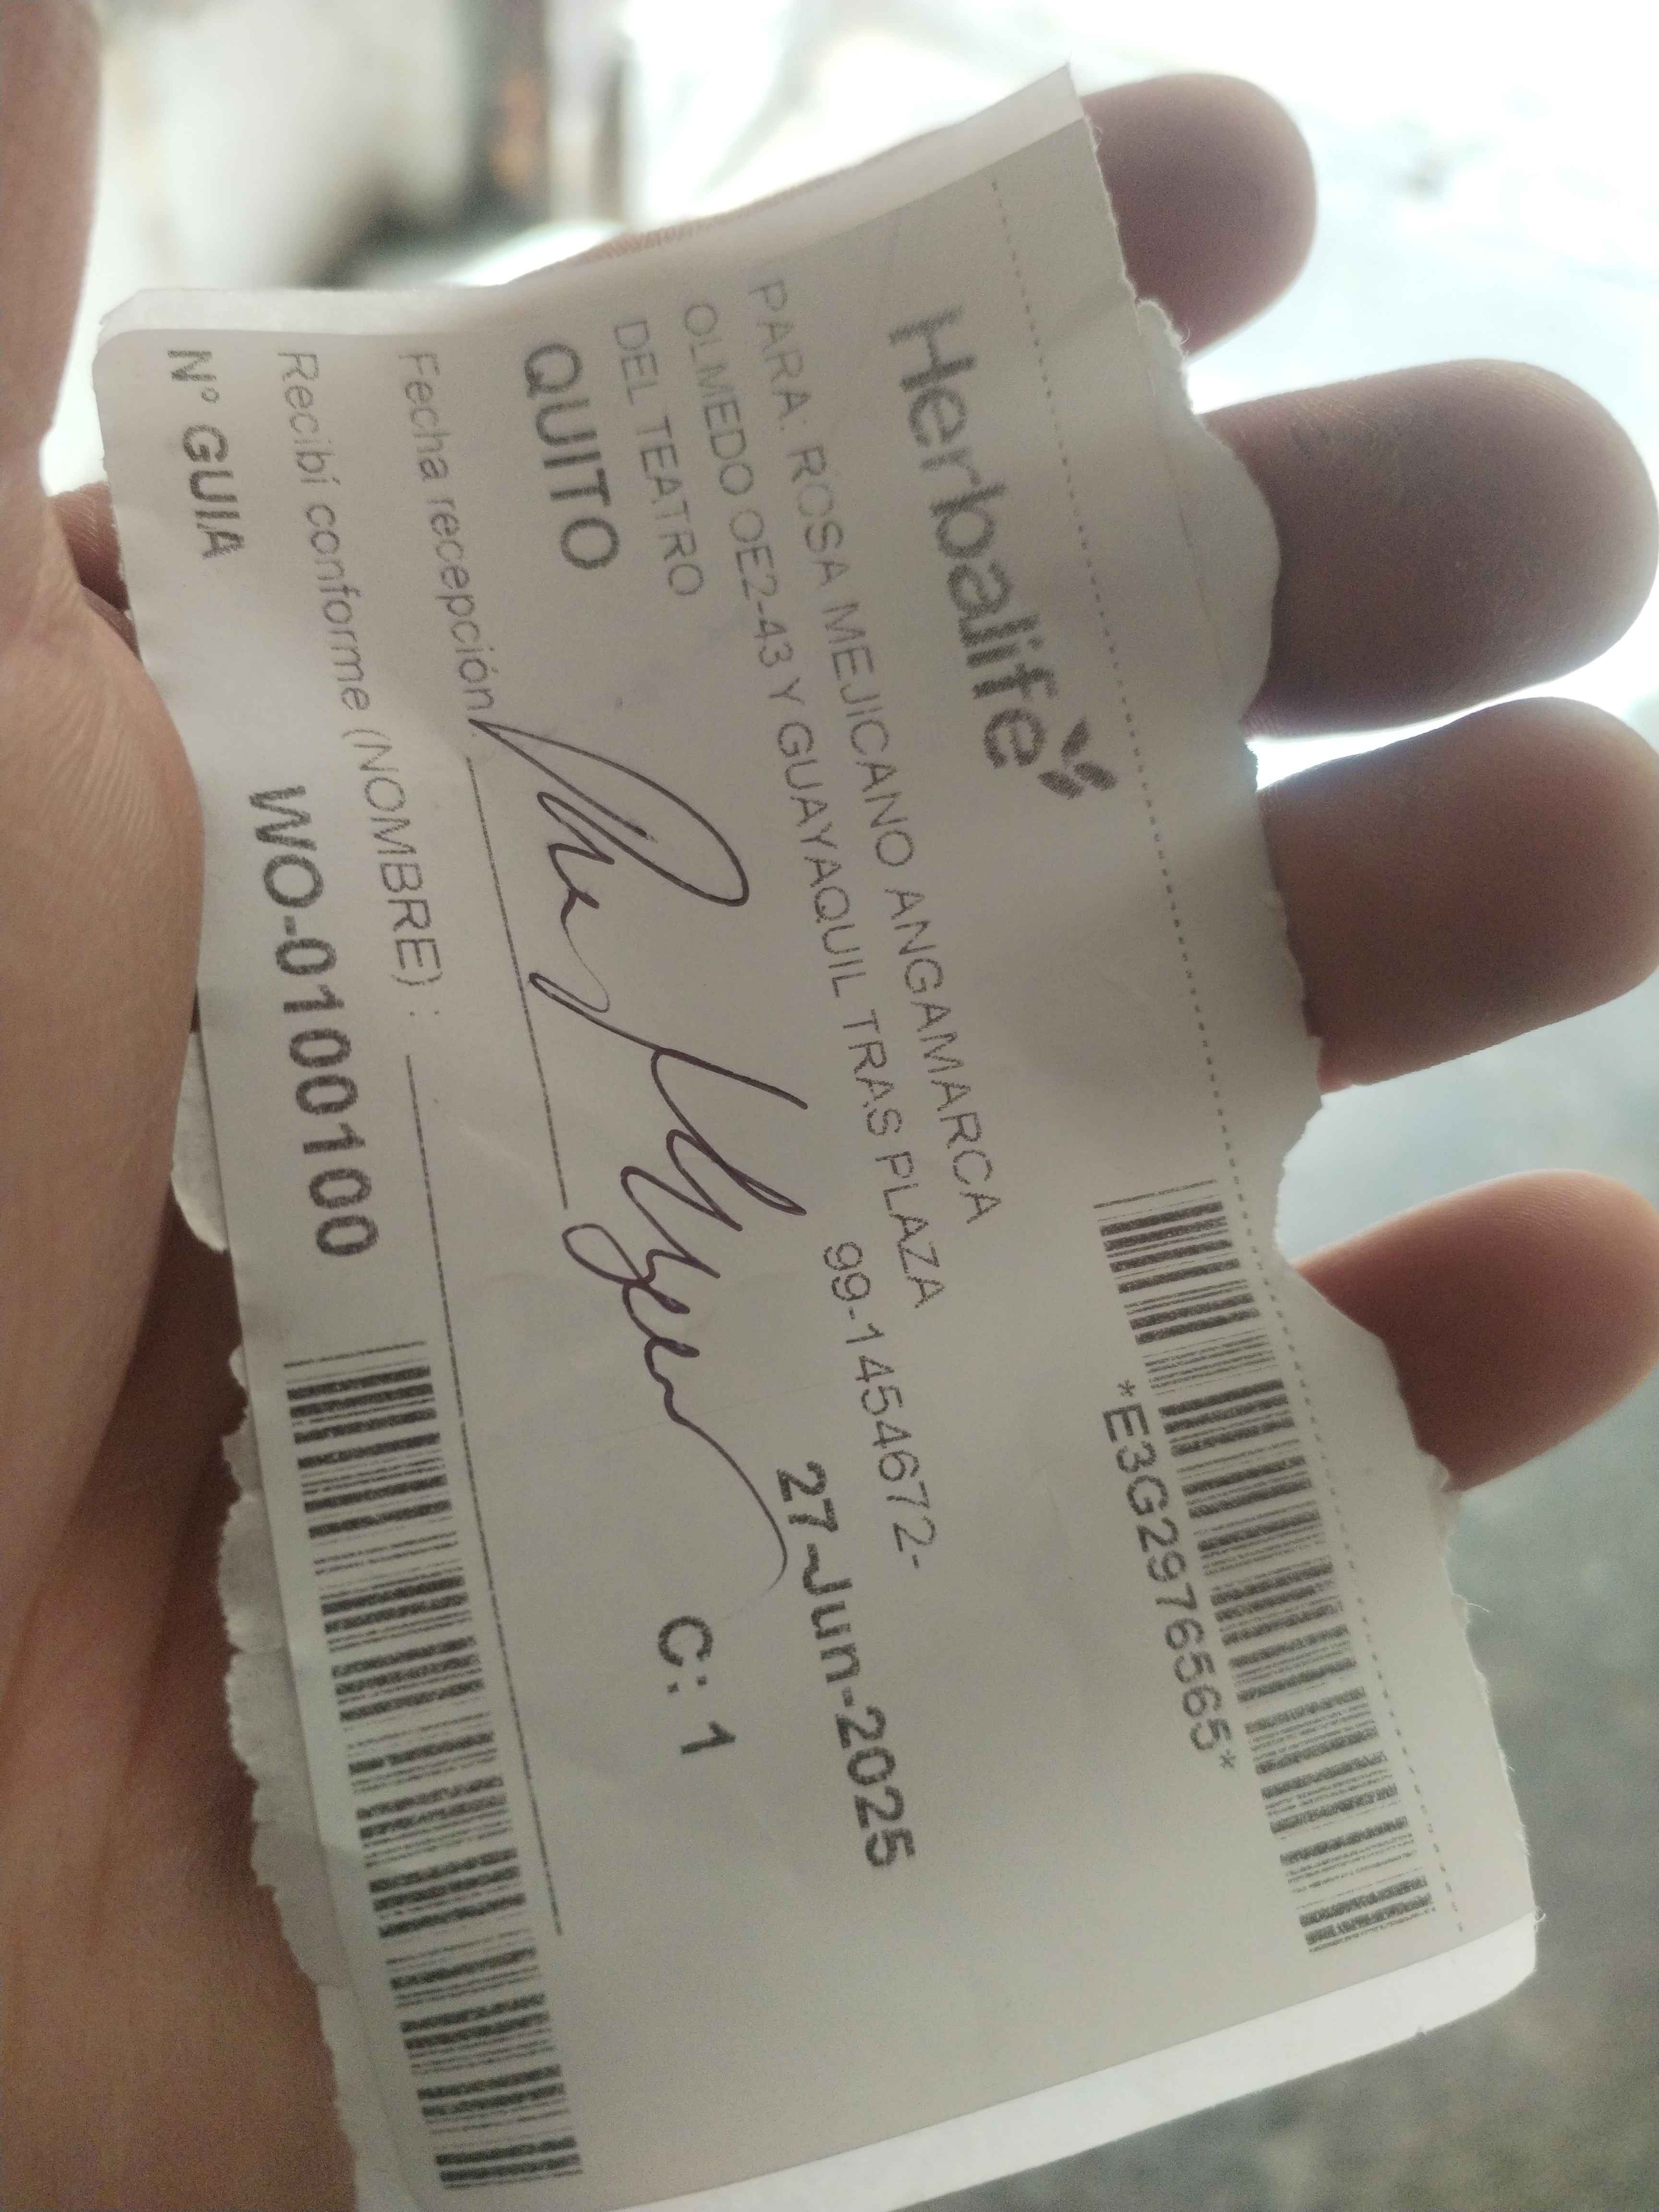 Herbalife
*E3G2976565*
PARA: ROSA MEJICANO ANGAMARCA
OLMEDO OE2-43 Y GUAYAQUIL TRAS PLAZA
DEL TEATRO
99-1454672-
QUITO
27-Jun-2025
C: 1
Fecha recepción:
Recibí conforme (NOMBRE) :
Nº GUIA WO-0100100